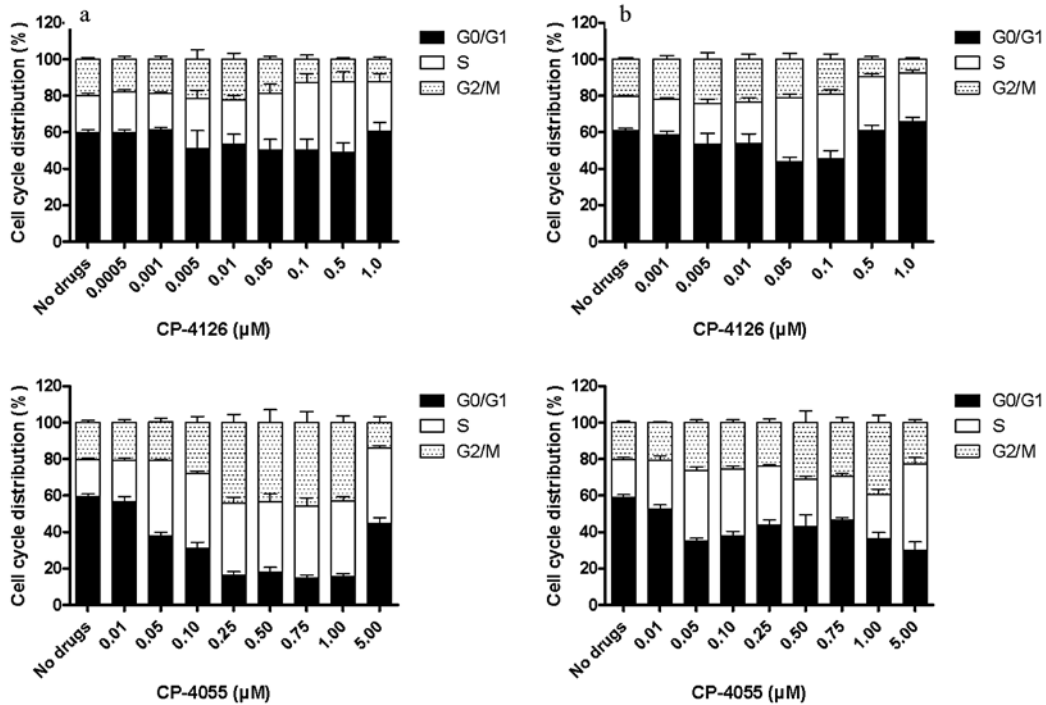 a
Cell cycle distribution (%)
120
100
80
60
40
20
0
G0/G1
S
G2/M
No drugs
0.0005
0.001
0.005
0.01
0.05
0.1
0.5
1.0
CP-4126 (µM)
b
Cell cycle distribution (%)
120
100
80
60
40
20
0
G0/G1
S
G2/M
No drugs
0.001
0.005
0.01
0.05
0.1
0.5
1.0
CP-4126 (µM)
Cell cycle distribution (%)
120
100
80
60
40
20
0
G0/G1
S
G2/M
No drugs
0.01
0.05
0.10
0.25
0.50
0.75
1.00
5.00
CP-4055 (µM)
Cell cycle distribution (%)
120
100
80
60
40
20
0
G0/G1
S
G2/M
No drugs
0.01
0.05
0.10
0.25
0.50
0.75
1.00
5.00
CP-4055 (µM)